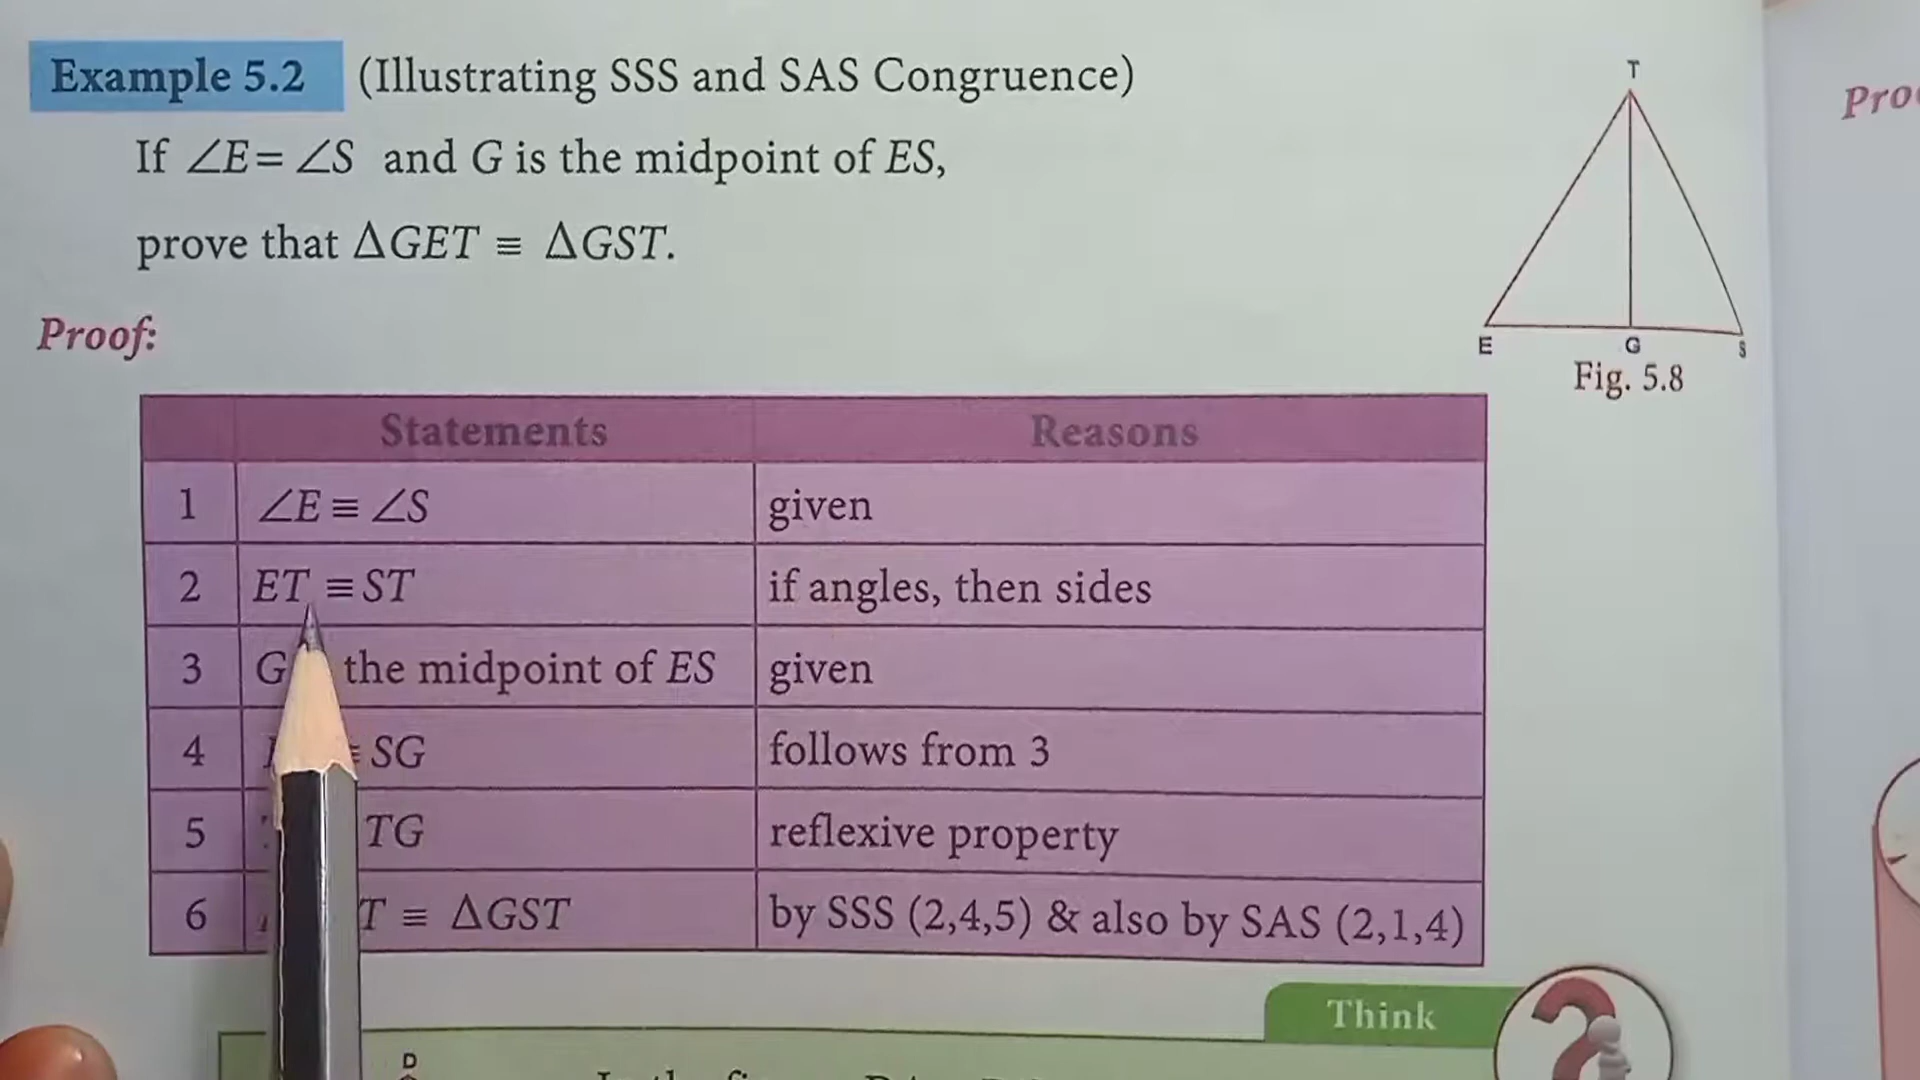 Example 5.2 (Illustrating SSS and SAS Congruence)
If ∠E= ∠S and G is the midpoint of ES,
prove that ΔGET ≡ ΔGST.
Proof:
T
E G S
Fig. 5.8
Statements Reasons
1 ∠E ≡ ∠S given
2 ET ≡ ST if angles, then sides
3 G the midpoint of ES given
4 SG follows from 3
5 TG reflexive property
6 T ≡ ΔGST by SSS (2,4,5) & also by SAS (2,1,4)
Think
D